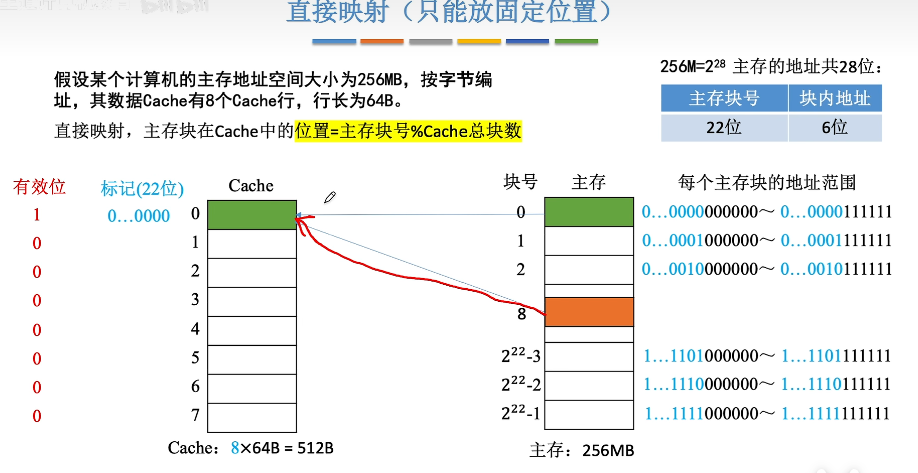 直接映射（只能放固定位置）
假设某个计算机的主存地址空间大小为256MB，按字节编
址，其数据Cache有8个Cache行，行长为64B。
直接映射，主存块在Cache中的位置=主存块号%Cache总块数
256M=2²⁸ 主存的地址共28位：
主存块号 块内地址
22位 6位
有效位 标记(22位) Cache 块号 主存 每个主存块的地址范围
1 0…0000 0 0 0…0000000000～ 0…0000111111
0 1 1 0…0001000000～ 0…0001111111
0 2 2 0…0010000000～ 0…0010111111
0 3 8
0 4
0 5 2²²-3 1…1101000000～ 1…1101111111
0 6 2²²-2 1…1110000000～ 1…1110111111
0 7 2²²-1 1…1111000000～ 1…1111111111
Cache：8×64B = 512B 主存：256MB